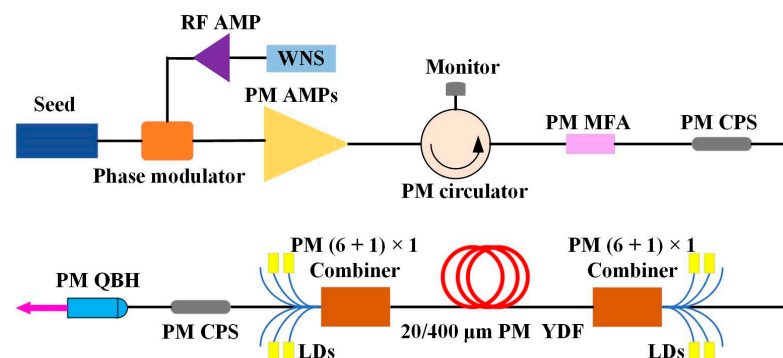 RF AMP
WNS
Monitor
Seed
PM AMPs
PM MFA
PM CPS
Phase modulator
PM circulator
PM (6 + 1) × 1
Combiner
PM (6 + 1) × 1
Combiner
PM QBH
PM CPS
LDs
20/400 μm PM YDF
LDs